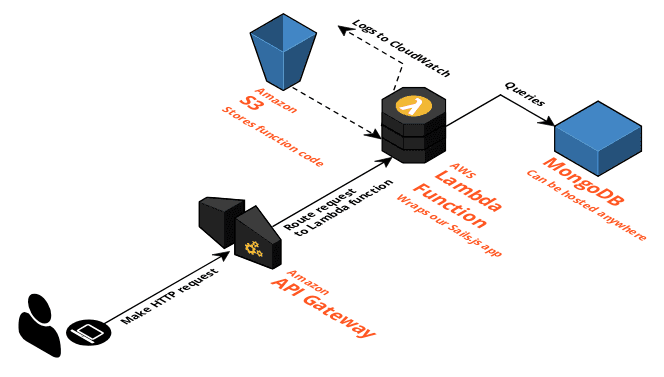 Logs to CloudWatch
Amazon
S3
Stores function code
Queries
MongoDB
Can be hosted anywhere
AWS
Lambda
Function
Wraps our Sails.js app
Route request
to Lambda function
Amazon
API Gateway
Make HTTP request